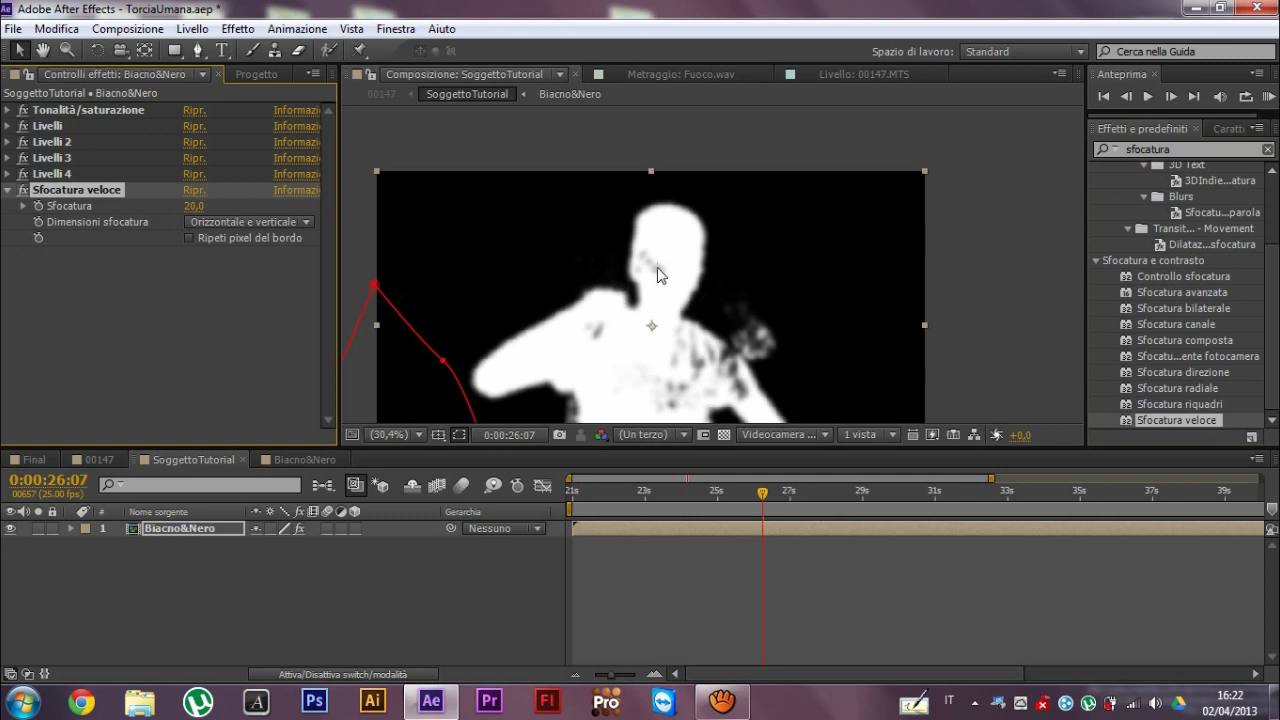 Adobe After Effects - TorciaUmana.aep *
File Modifica Composizione Livello Effetto Animazione Vista Finestra Aiuto
Spazio di lavoro: Standard Cerca nella Guida
Controlli effetti: Biacno&Nero Progetto
Composizione: SoggettoTutorial Metraggio: Fuoco.wav Livello: 00147.MTS
Anteprima
SoggettoTutorial • Biacno&Nero
00147 SoggettoTutorial Biacno&Nero
Tonalità/saturazione Ripr. Informazi
Livelli Ripr. Informazi
Livelli 2 Ripr. Informazi
Livelli 3 Ripr. Informazi
Livelli 4 Ripr. Informazi
Sfocatura veloce Ripr. Informazi
Sfocatura 20,0
Dimensioni sfocatura Orizzontale e verticale
Ripeti pixel del bordo
Effetti e predefiniti Caratt
sfocatura
3D Text
3DIndie...atura
Blurs
Sfocatu...parola
Transit... - Movement
Dilataz...sfocatura
Sfocatura e contrasto
Controllo sfocatura
Sfocatura avanzata
Sfocatura bilaterale
Sfocatura canale
Sfocatura composta
Sfocatu...ente fotocamera
Sfocatura direzione
Sfocatura radiale
Sfocatura riquadri
Sfocatura veloce
(30,4%) 0:00:26:07 (Un terzo) Videocamera ... 1 vista +0,0
Final 00147 SoggettoTutorial Biacno&Nero
0:00:26:07
00657 (25.00 fps)
21s 23s 25s 27s 29s 31s 33s 35s 37s 39s
Nome sorgente Gerarchia
1 Biacno&Nero Nessuno
Attiva/Disattiva switch/modalità
A Ps Ai Ae Pr Fl Pro
IT
16:22
02/04/2013